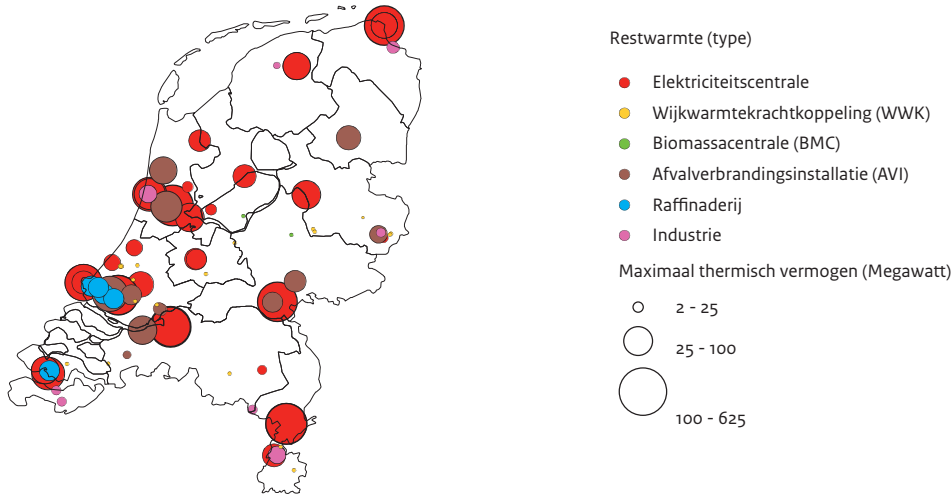 Restwarmte (type)
Elektriciteitscentrale
Wijkwarmtekrachtkoppeling (WWK)
Biomassacentrale (BMC)
Afvalverbrandingsinstallatie (AVI)
Raffinaderij
Industrie
Maximaal thermisch vermogen (Megawatt)
2 - 25
25 - 100
100 - 625